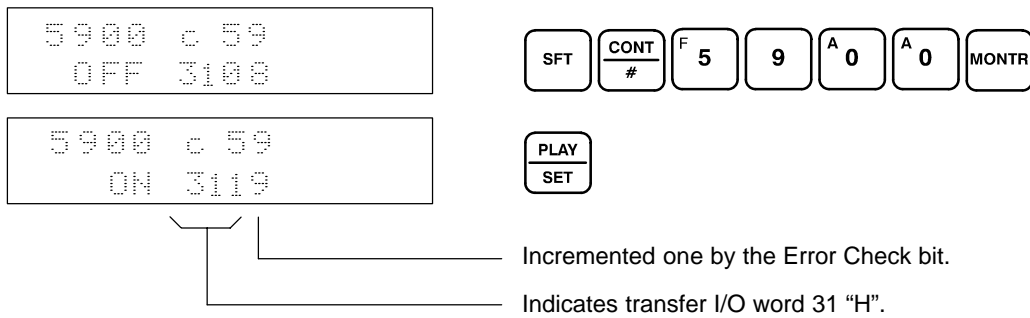 5900 c 59
OFF 3108
SFT CONT # F 5 9 A 0 A 0 MONTR
5900 c 59
ON 3119
PLAY SET
Incremented one by the Error Check bit.
Indicates transfer I/O word 31 “H”.